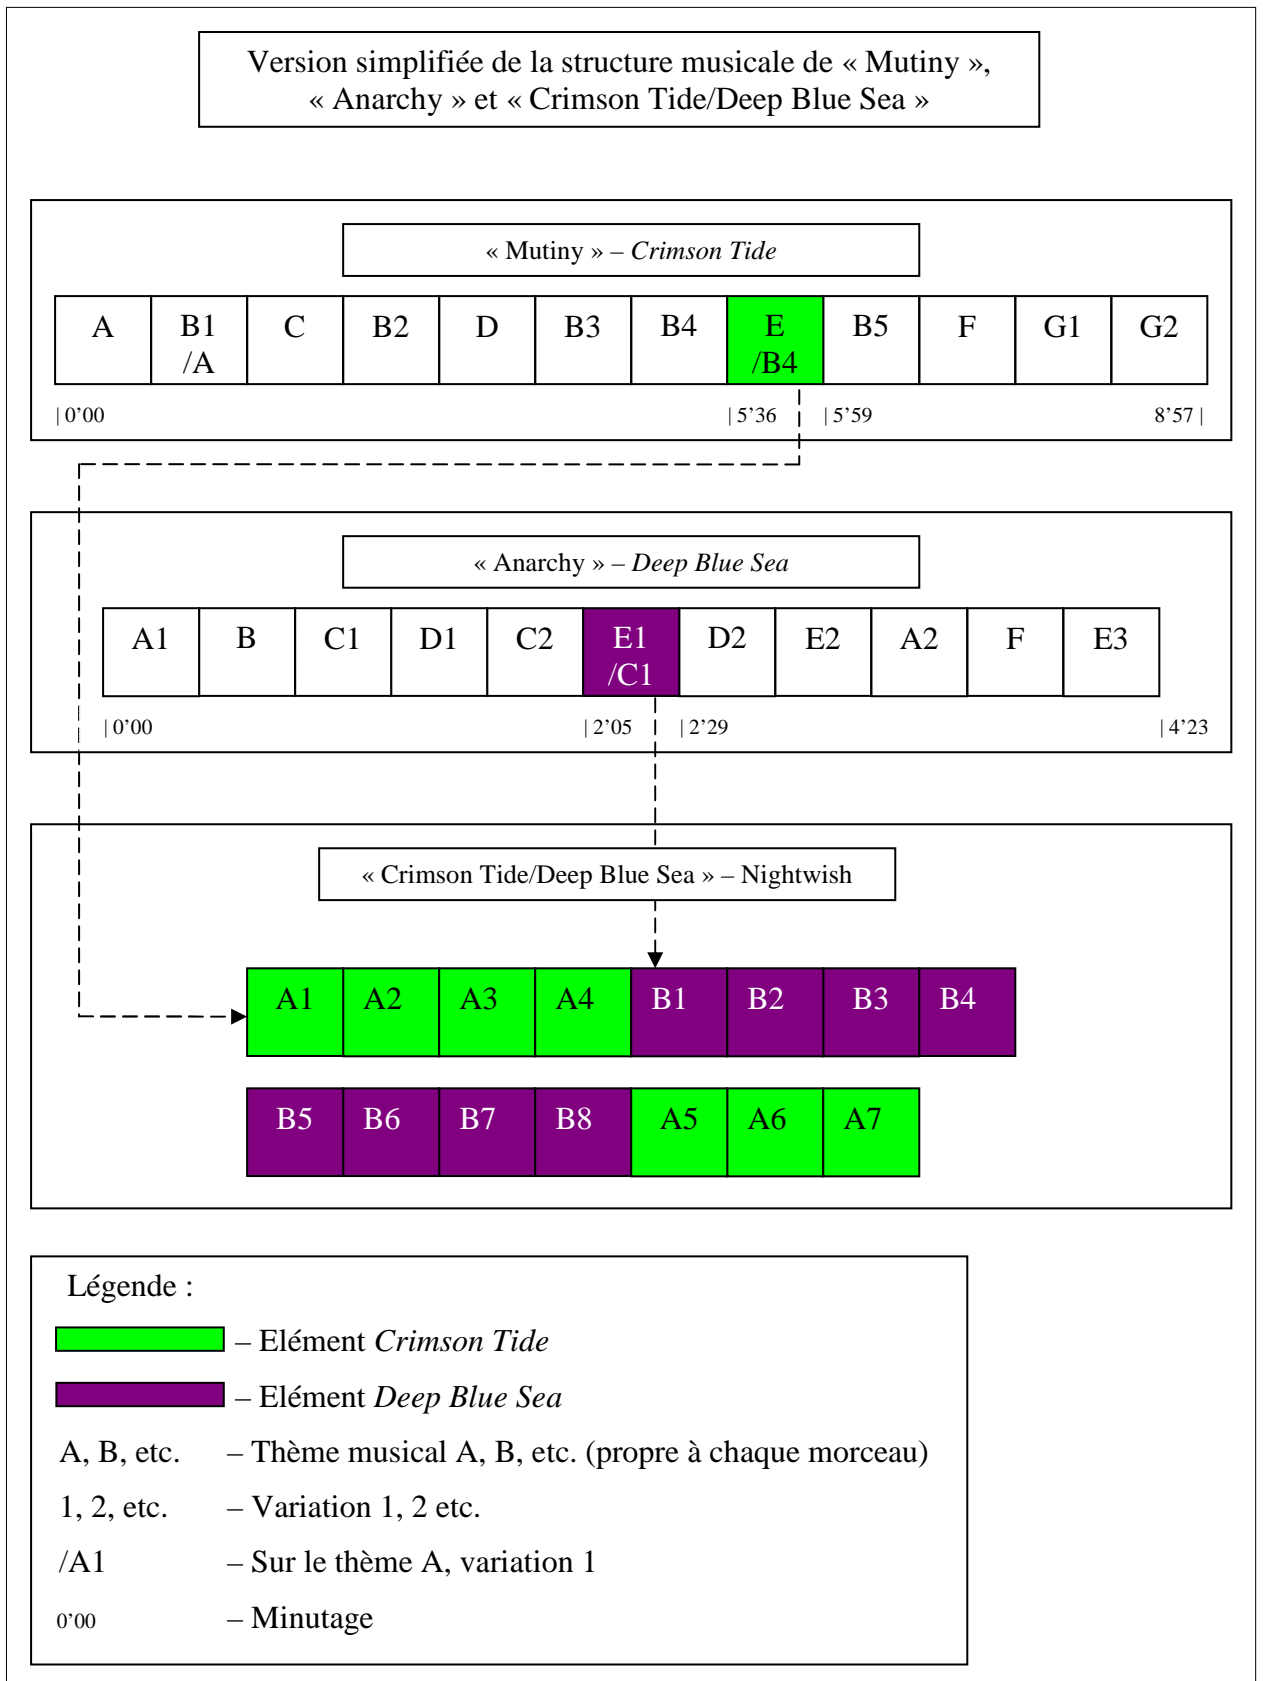 Version simplifiée de la structure musicale de « Mutiny »,
« Anarchy » et « Crimson Tide/Deep Blue Sea »
« Mutiny » – Crimson Tide
A B1 C B2 D B3 B4 E B5 F G1 G2
/A /B4
| 0’00 | 5’36 | 5’59 8’57 |
« Anarchy » – Deep Blue Sea
A1 B C1 D1 C2 E1 D2 E2 A2 F E3
/C1
| 0’00 | 2’05 | 2’29 | 4’23
« Crimson Tide/Deep Blue Sea » – Nightwish
A1 A2 A3 A4 B1 B2 B3 B4
B5 B6 B7 B8 A5 A6 A7
Légende :
– Elément Crimson Tide
– Elément Deep Blue Sea
A, B, etc. – Thème musical A, B, etc. (propre à chaque morceau)
1, 2, etc. – Variation 1, 2 etc.
/A1 – Sur le thème A, variation 1
0’00 – Minutage